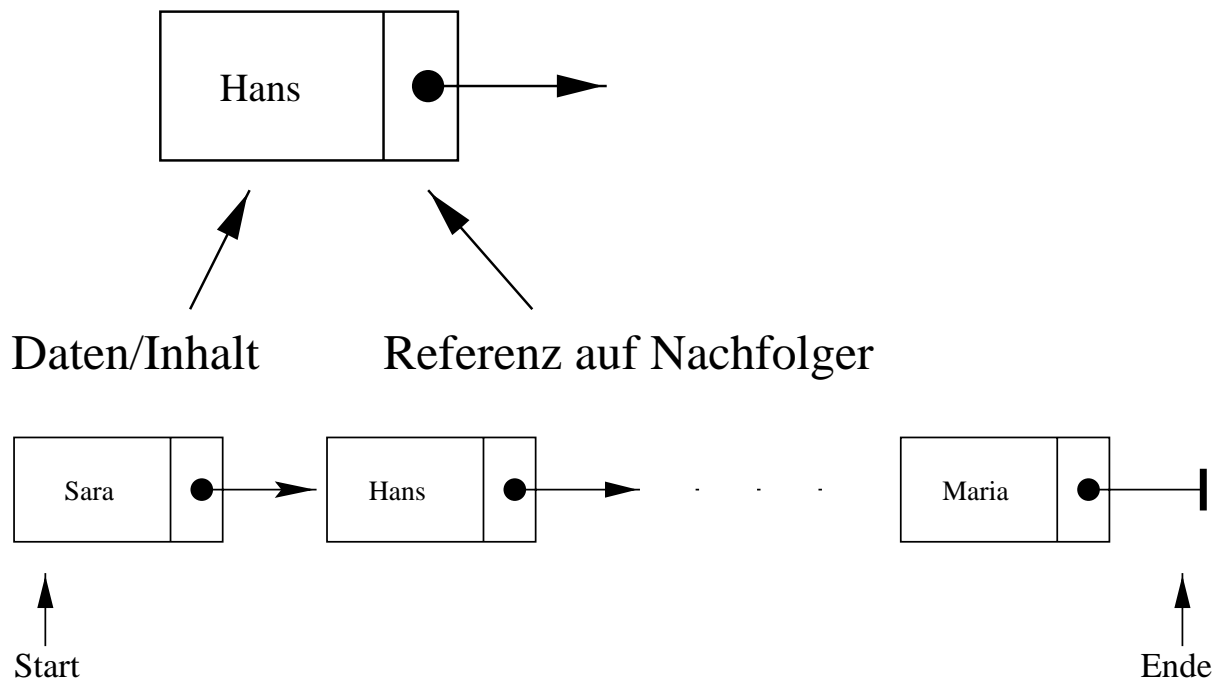 Hans
Daten/Inhalt Referenz auf Nachfolger
Sara Hans . . . Maria
Start Ende